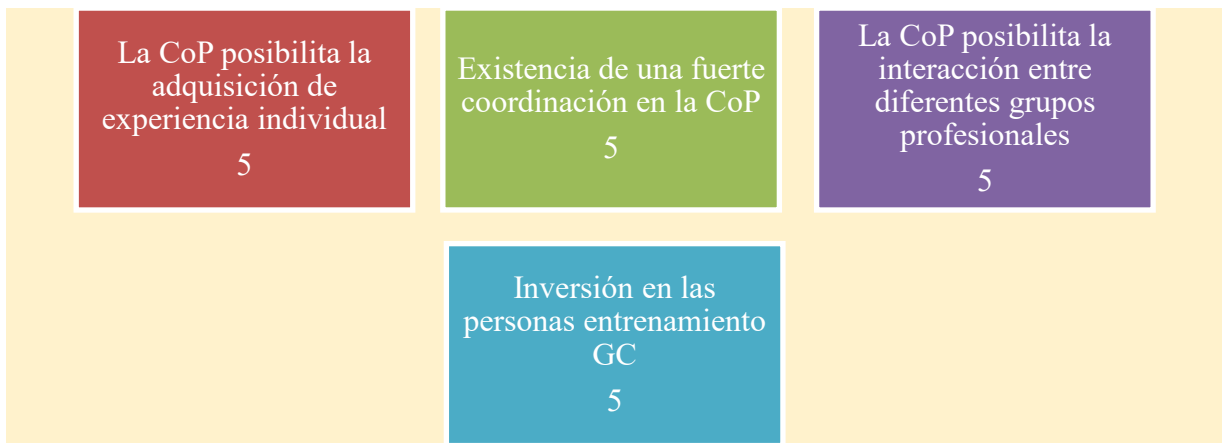 La CoP posibilita la
adquisición de
experiencia individual
5
Existencia de una fuerte
coordinación en la CoP
5
La CoP posibilita la
interacción entre
diferentes grupos
profesionales
5
Inversión en las
personas entrenamiento
GC
5